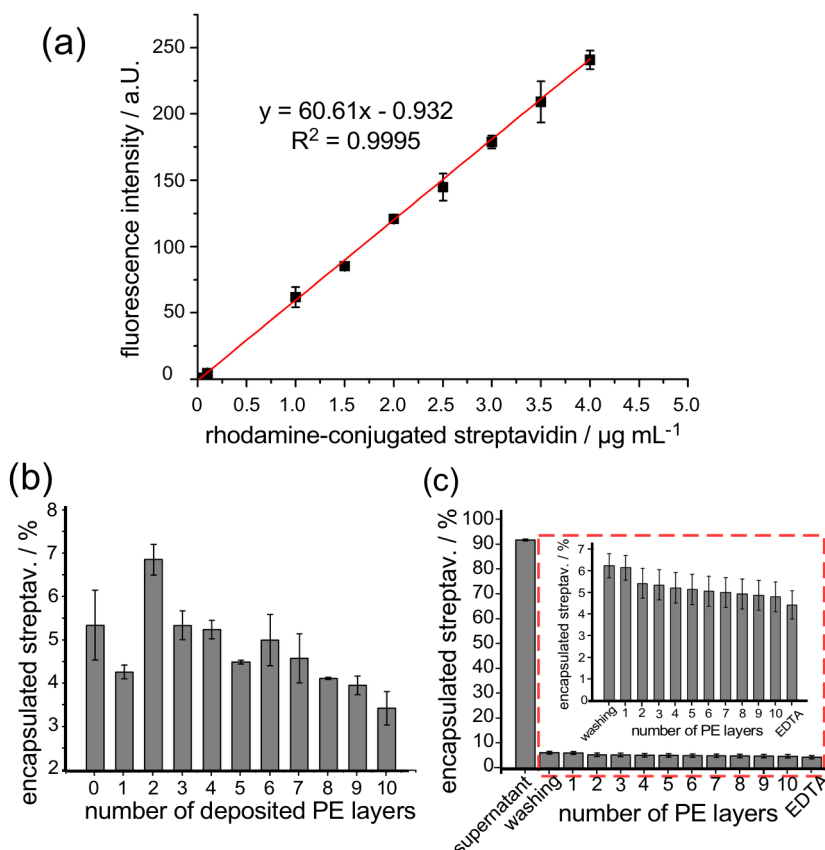 (a)
fluorescence intensity / a.U.
250
200
150
100
50
0
y = 60.61x - 0.932
R² = 0.9995
0 1.0 1.5 2.0 2.5 3.0 3.5 4.0 4.5 5.0
rhodamine-conjugated streptavidin / µg mL⁻¹
(b)
encapsulated streptav. / %
8
7
6
5
4
3
2
0 1 2 3 4 5 6 7 8 9 10
number of deposited PE layers
(c)
encapsulated streptav. / %
100
90
80
70
60
50
40
30
20
10
0
supernatant washing 1 2 3 4 5 6 7 8 9 10 EDTA
number of PE layers
encapsulated streptav. / %
7
6
5
4
3
2
1
0
washing 1 2 3 4 5 6 7 8 9 10 EDTA
number of PE layers